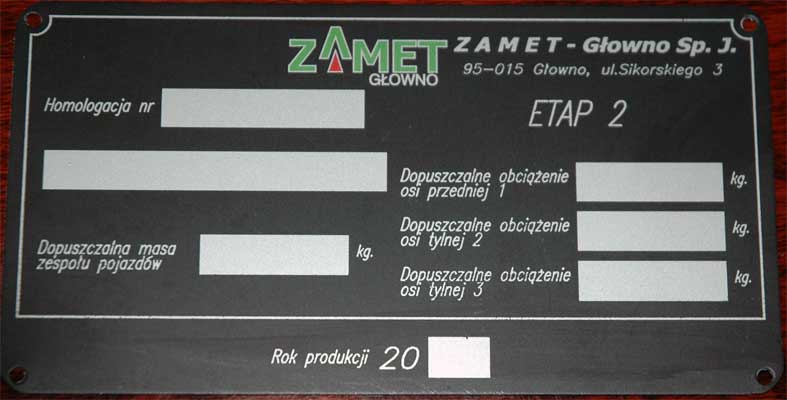 ZAMET
GŁOWNO
ZAMET - Głowno Sp. J.
95-015 Głowno, ul.Sikorskiego 3
Homologacja nr
ETAP 2
Dopuszczalne obciążenie
osi przedniej 1
kg.
Dopuszczalne obciążenie
osi tylnej 2
kg.
Dopuszczalna masa
zespołu pojazdów
kg.
Dopuszczalne obciążenie
osi tylnej 3
kg.
Rok produkcji 20